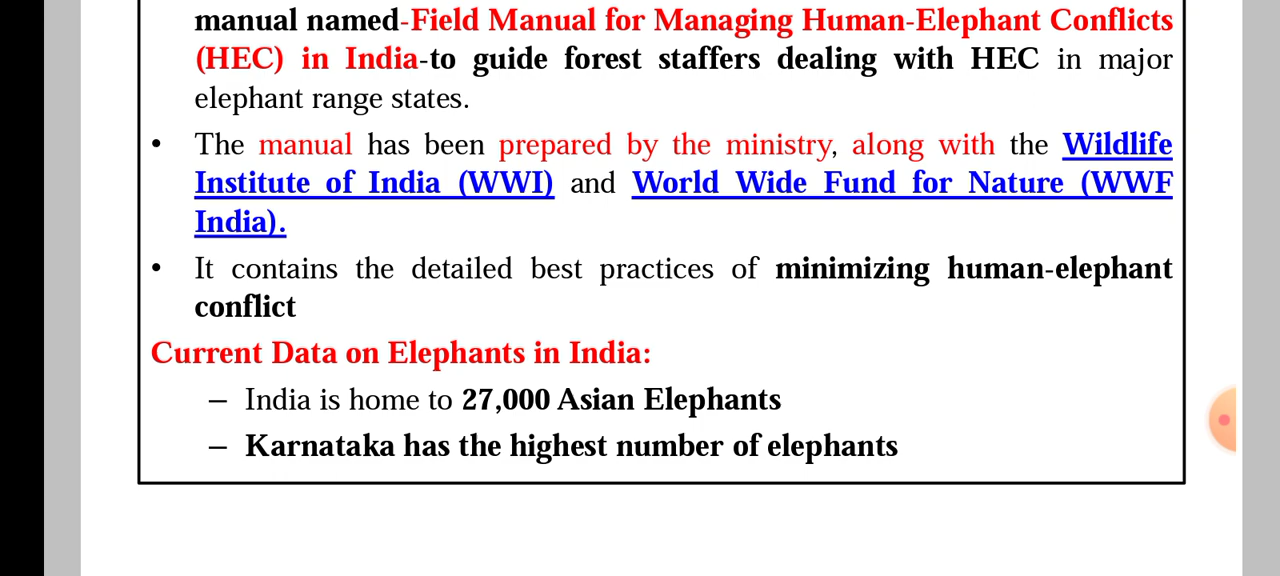 manual named-Field Manual for Managing Human-Elephant Conflicts
(HEC) in India-to guide forest staffers dealing with HEC in major
elephant range states.
• The manual has been prepared by the ministry, along with the Wildlife
Institute of India (WWI) and World Wide Fund for Nature (WWF
India).
• It contains the detailed best practices of minimizing human-elephant
conflict
Current Data on Elephants in India:
– India is home to 27,000 Asian Elephants
– Karnataka has the highest number of elephants